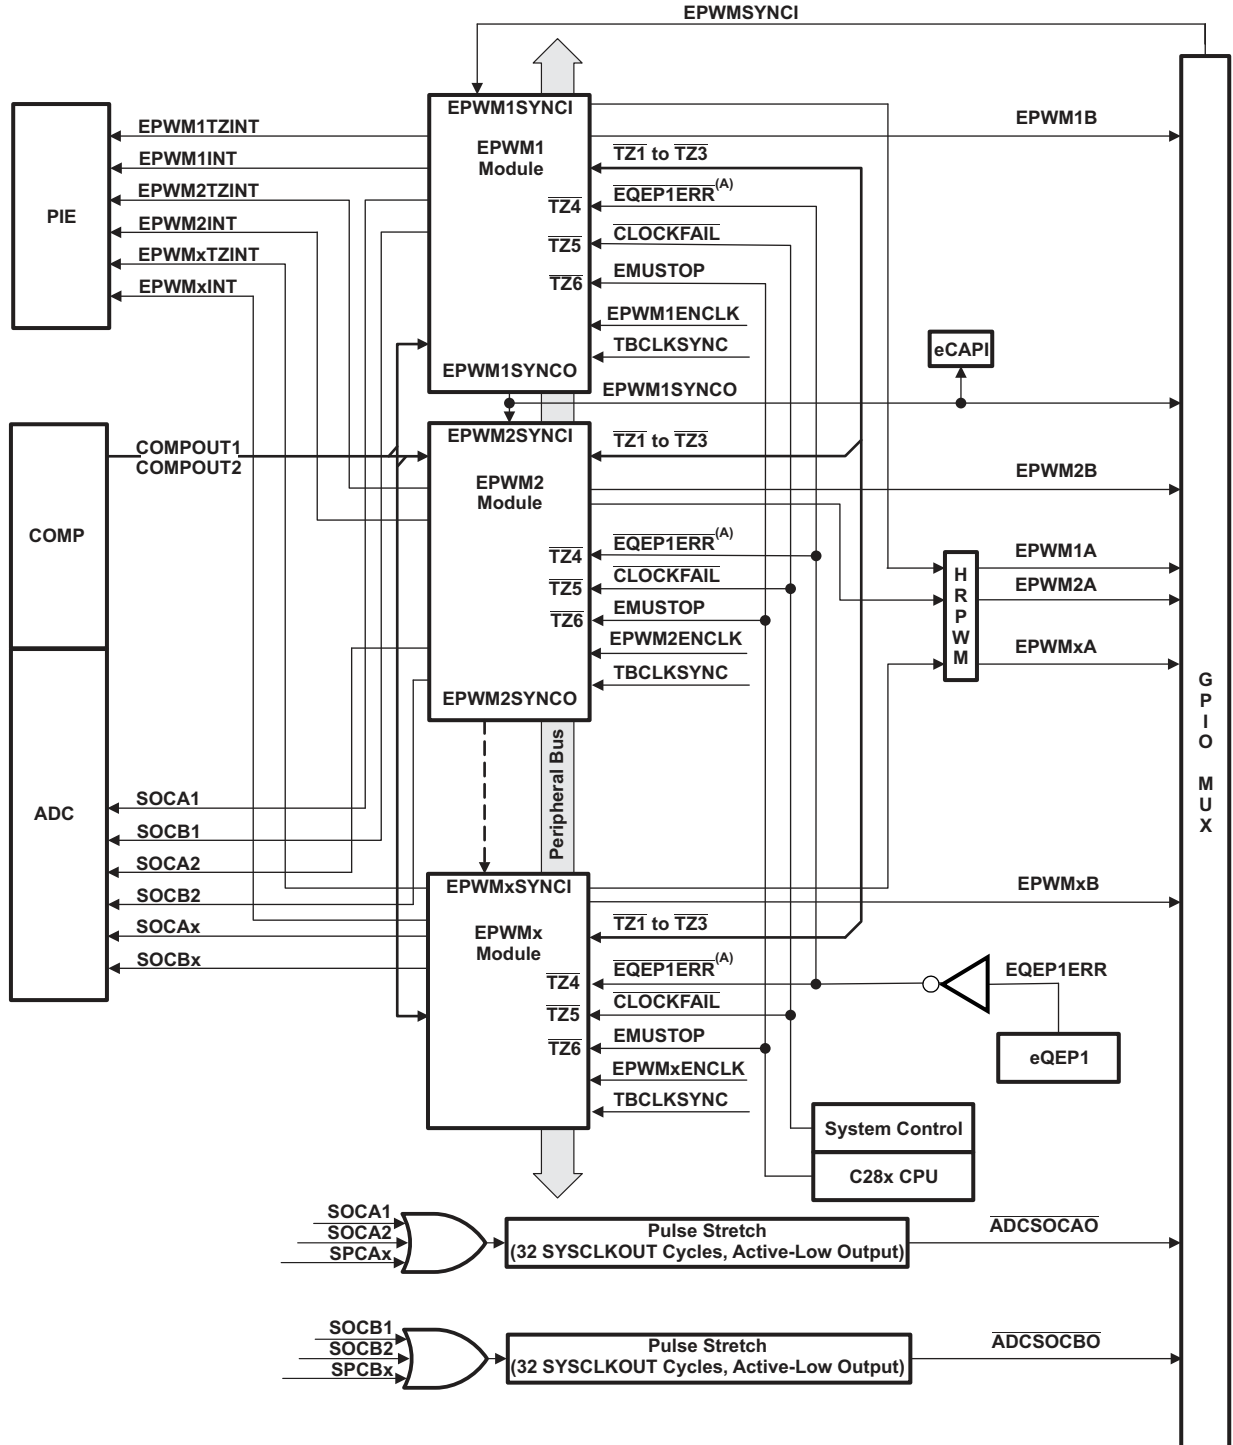 EPWMSYNCI
EPWM1SYNCI
EPWM1
Module
TZ4
TZ5
TZ6
EPWM1SYNCO
EPWM1TZINT
EPWM1INT
EPWM2TZINT
EPWM2INT
EPWMxTZINT
EPWMxINT
PIE
EPWM1B
TZ1 to TZ3
EQEP1ERR(A)
CLOCKFAIL
EMUSTOP
EPWM1ENCLK
TBCLKSYNC
eCAPI
EPWM1SYNCO
COMPOUT1
COMPOUT2
COMP
EPWM2SYNCI
EPWM2
Module
TZ4
TZ5
TZ6
EPWM2SYNCO
TZ1 to TZ3
EPWM2B
EQEP1ERR(A)
CLOCKFAIL
EMUSTOP
EPWM2ENCLK
TBCLKSYNC
HRPWM
EPWM1A
EPWM2A
EPWMxA
GPIO MUX
Peripheral Bus
ADC
SOCA1
SOCB1
SOCA2
SOCB2
SOCAx
SOCBx
EPWMxSYNCI
EPWMx
Module
TZ4
TZ5
TZ6
EPWMxB
TZ1 to TZ3
EQEP1ERR(A)
CLOCKFAIL
EMUSTOP
EPWMxENCLK
TBCLKSYNC
EQEP1ERR
eQEP1
System Control
C28x CPU
SOCA1
SOCA2
SPCAx
Pulse Stretch
(32 SYSCLKOUT Cycles, Active-Low Output)
ADCSOCAO
SOCB1
SOCB2
SPCBx
Pulse Stretch
(32 SYSCLKOUT Cycles, Active-Low Output)
ADCSOCBO